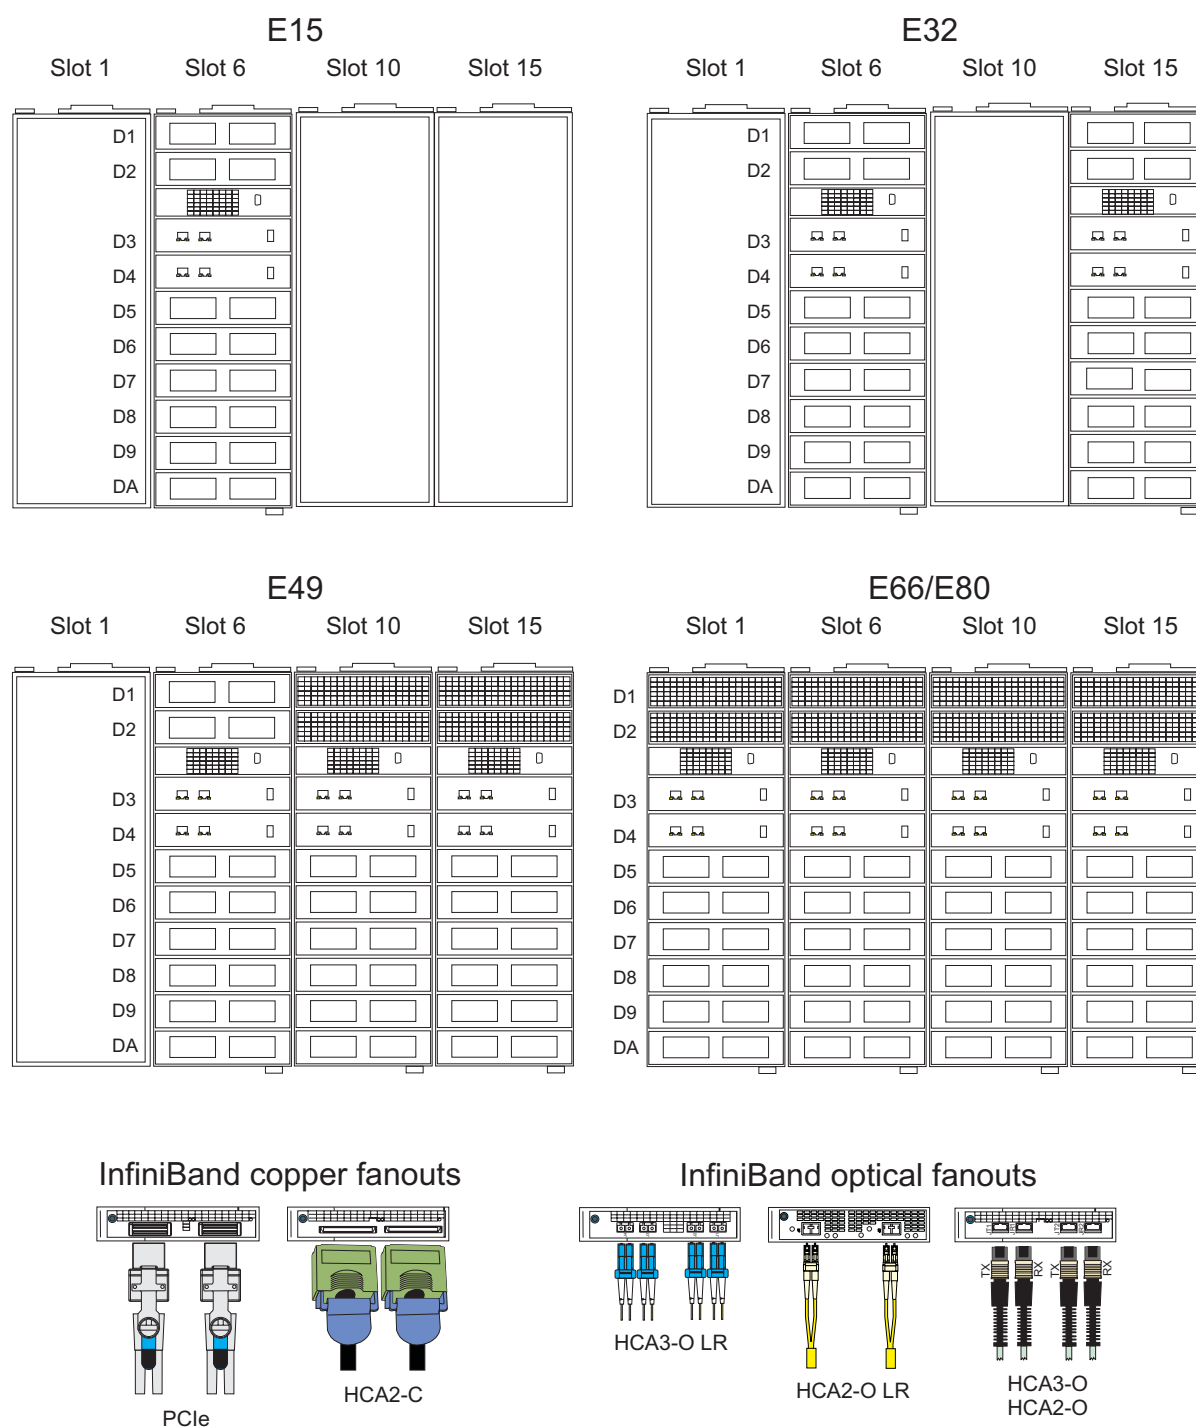 E15
Slot 1 Slot 6 Slot 10 Slot 15
D1
D2
D3
D4
D5
D6
D7
D8
D9
DA
E32
Slot 1 Slot 6 Slot 10 Slot 15
D1
D2
D3
D4
D5
D6
D7
D8
D9
DA
E49
Slot 1 Slot 6 Slot 10 Slot 15
D1
D2
D3
D4
D5
D6
D7
D8
D9
DA
E66/E80
Slot 1 Slot 6 Slot 10 Slot 15
D1
D2
D3
D4
D5
D6
D7
D8
D9
DA
InfiniBand copper fanouts
PCIe
HCA2-C
InfiniBand optical fanouts
HCA3-O LR
HCA2-O LR
TX RX TX RX
HCA3-O
HCA2-O